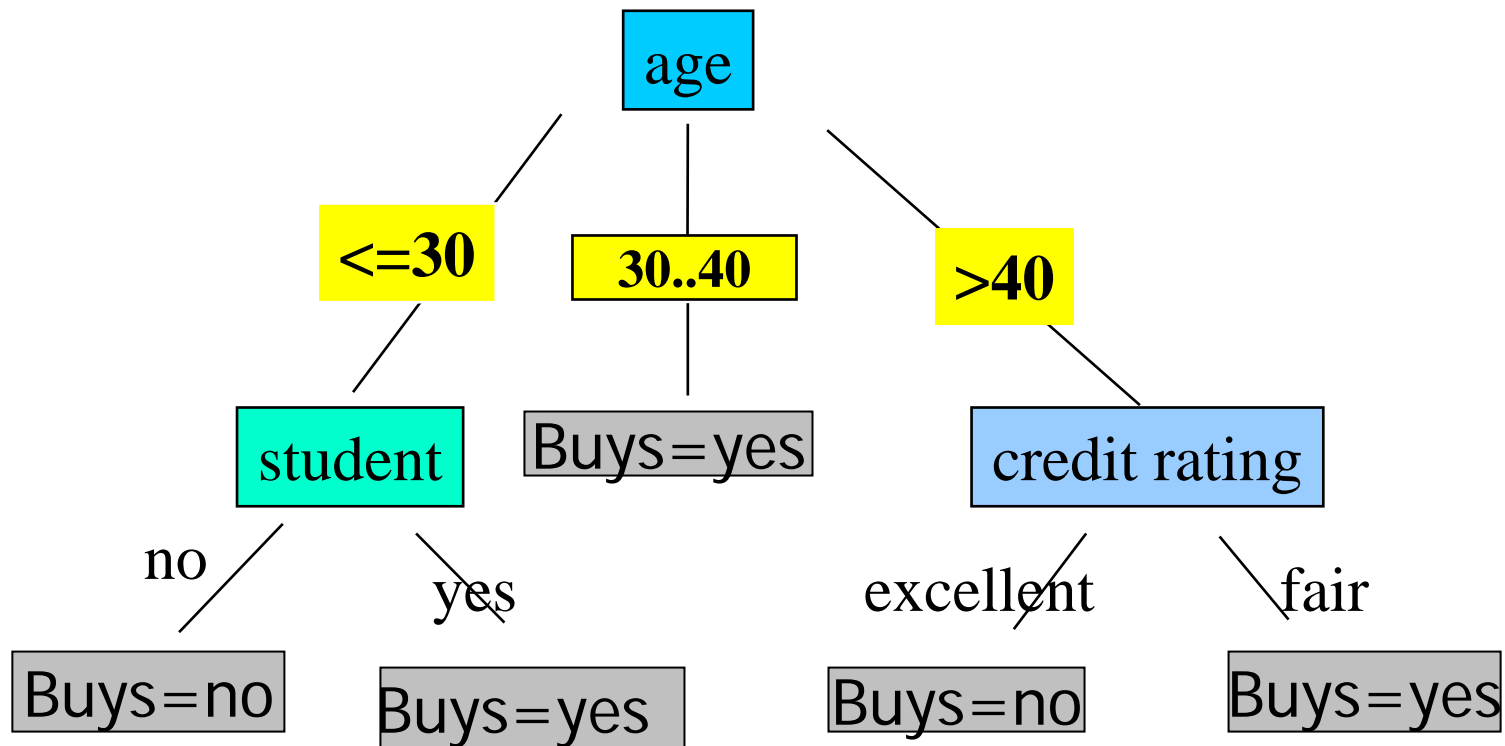 age
<=30
30..40
>40
student
Buys=yes
credit rating
no
yes
excellent
fair
Buys=no
Buys=yes
Buys=no
Buys=yes